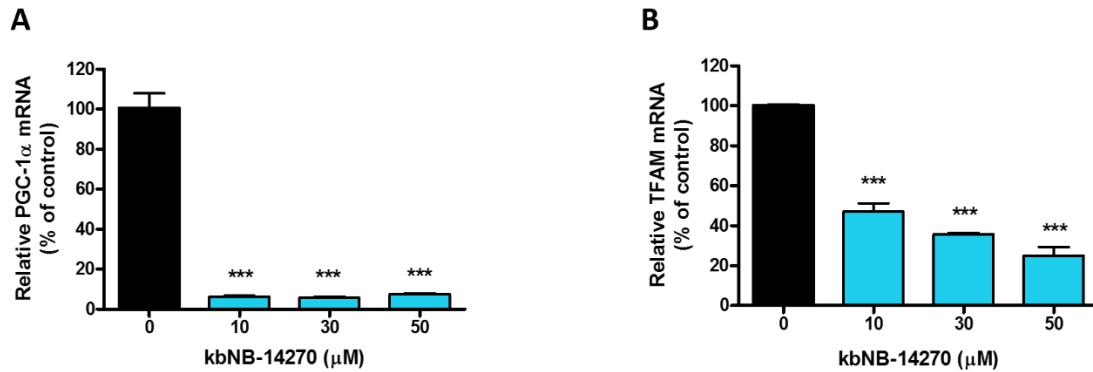 A
Relative PGC-1α mRNA
(% of control)
120
100
80
60
40
20
0
***
***
***
0 10 30 50
kbNB-14270 (μM)
B
Relative TFAM mRNA
(% of control)
120
100
80
60
40
20
0
***
***
***
0 10 30 50
kbNB-14270 (μM)